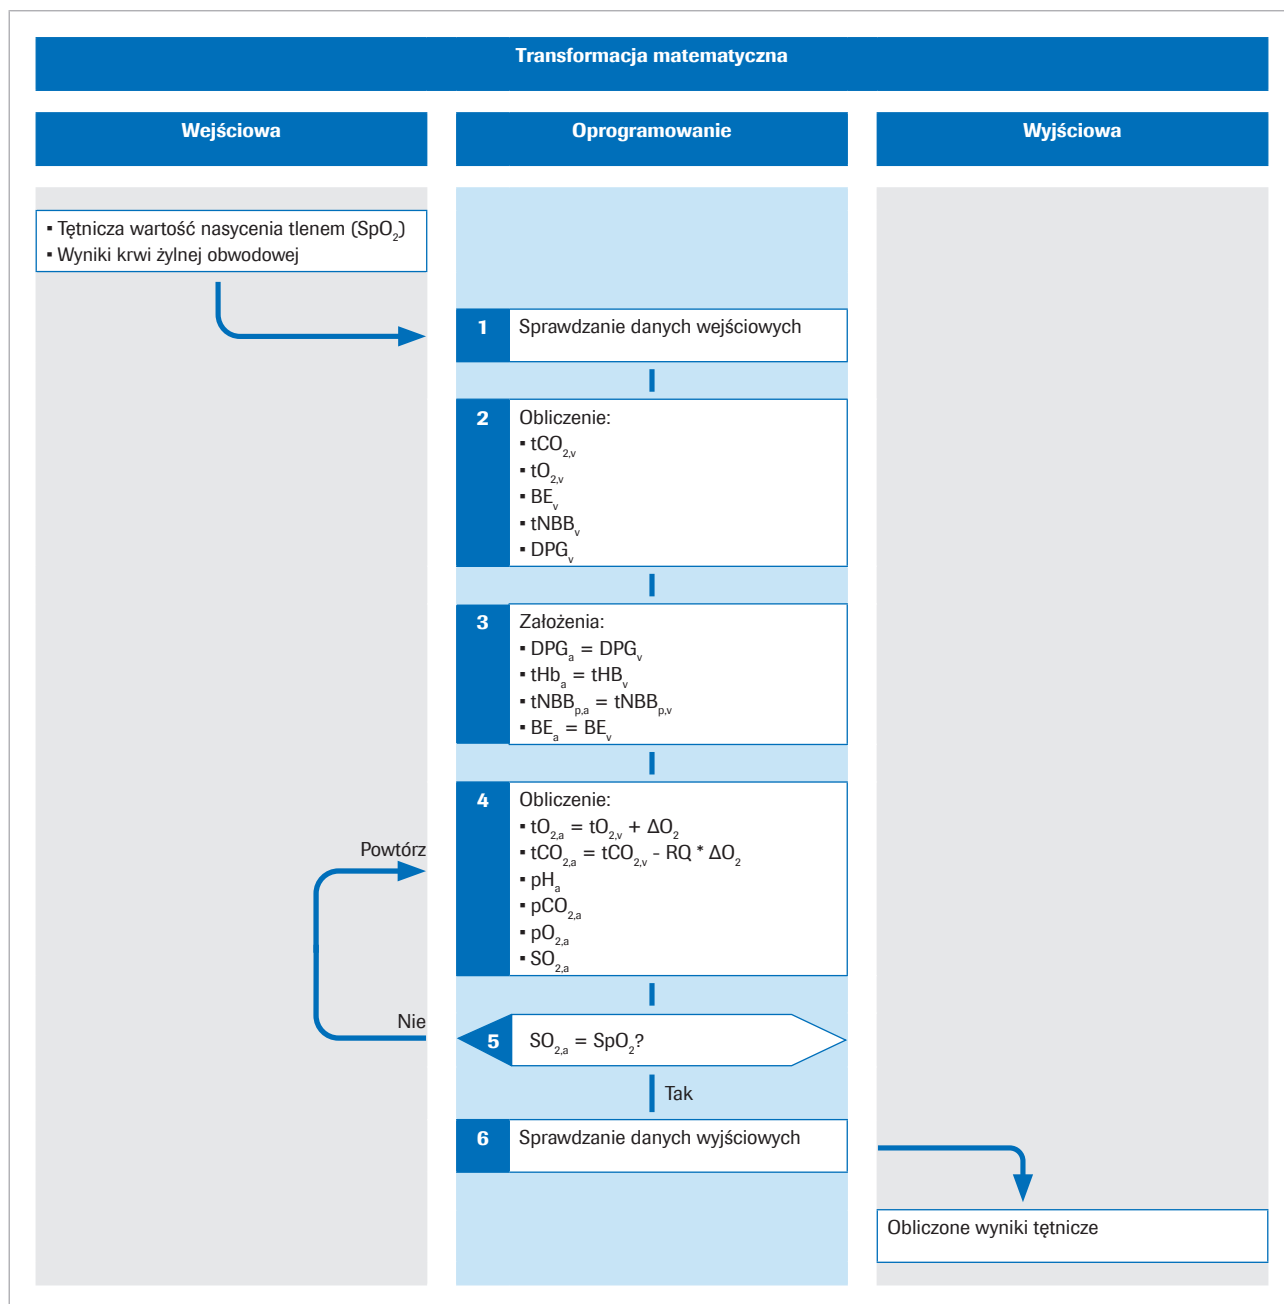 Transformacja matematyczna
Wejściowa
Oprogramowanie
Wyjściowa
▪ Tętnicza wartość nasycenia tlenem (SpO₂)
▪ Wyniki krwi żylnej obwodowej
1 Sprawdzanie danych wejściowych
2 Obliczenie:
▪ tCO₂,ᵥ
▪ tO₂,ᵥ
▪ BEᵥ
▪ tNBBᵥ
▪ DPGᵥ
3 Założenia:
▪ DPGₐ = DPGᵥ
▪ tHbₐ = tHBᵥ
▪ tNBBₚ,ₐ = tNBBₚ,ᵥ
▪ BEₐ = BEᵥ
4 Obliczenie:
▪ tO₂,ₐ = tO₂,ᵥ + ΔO₂
▪ tCO₂,ₐ = tCO₂,ᵥ - RQ * ΔO₂
▪ pHₐ
▪ pCO₂,ₐ
▪ pO₂,ₐ
▪ SO₂,ₐ
Powtórz
Nie
5 SO₂,ₐ = SpO₂?
Tak
6 Sprawdzanie danych wyjściowych
Obliczone wyniki tętnicze